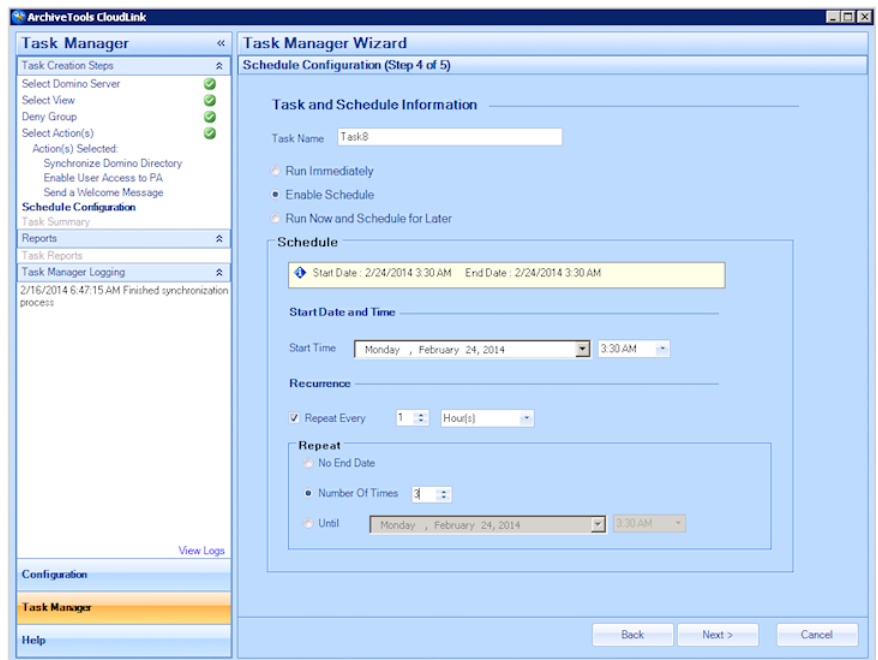 ArchiveTools CloudLink
Task Manager «
Task Creation Steps
Select Domino Server
Select View
Deny Group
Select Action(s)
Action(s) Selected:
Synchronize Domino Directory
Enable User Access to PA
Send a Welcome Message
Schedule Configuration
Task Summary
Reports
Task Reports
Task Manager Logging
2/16/2014 6:47:15 AM Finished synchronization
process
View Logs
Configuration
Task Manager
Help
Task Manager Wizard
Schedule Configuration (Step 4 of 5)
Task and Schedule Information
Task Name Task8
Run Immediately
Enable Schedule
Run Now and Schedule for Later
Schedule
Start Date : 2/24/2014 3:30 AM End Date : 2/24/2014 3:30 AM
Start Date and Time
Start Time Monday , February 24, 2014 3:30 AM
Recurrence
Repeat Every 1 Hour(s)
Repeat
No End Date
Number Of Times 3
Until Monday , February 24, 2014 3:30 AM
Back Next > Cancel